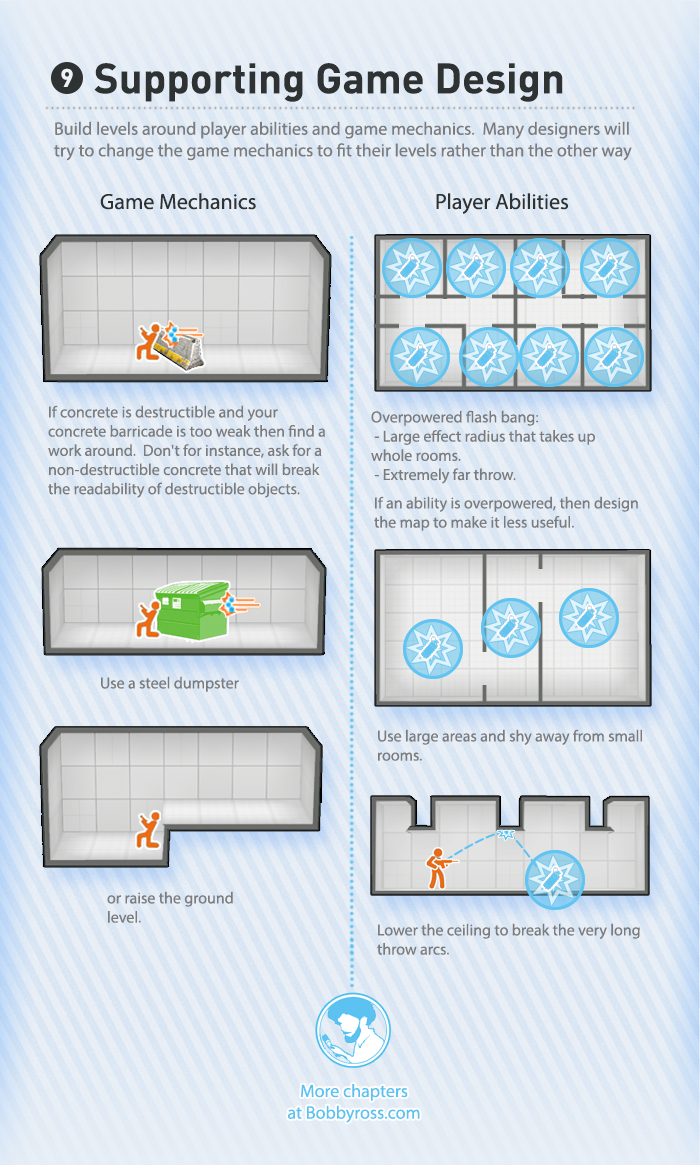 9 Supporting Game Design
Build levels around player abilities and game mechanics.  Many designers will
try to change the game mechanics to fit their levels rather than the other way
Game Mechanics
If concrete is destructible and your
concrete barricade is too weak then find a
work around.  Don't for instance, ask for a
non-destructible concrete that will break
the readability of destructible objects.
Use a steel dumpster
or raise the ground
level.
Player Abilities
Overpowered flash bang:
- Large effect radius that takes up
whole rooms.
- Extremely far throw.
If an ability is overpowered, then design
the map to make it less useful.
Use large areas and shy away from small
rooms.
Lower the ceiling to break the very long
throw arcs.
More chapters
at Bobbyross.com